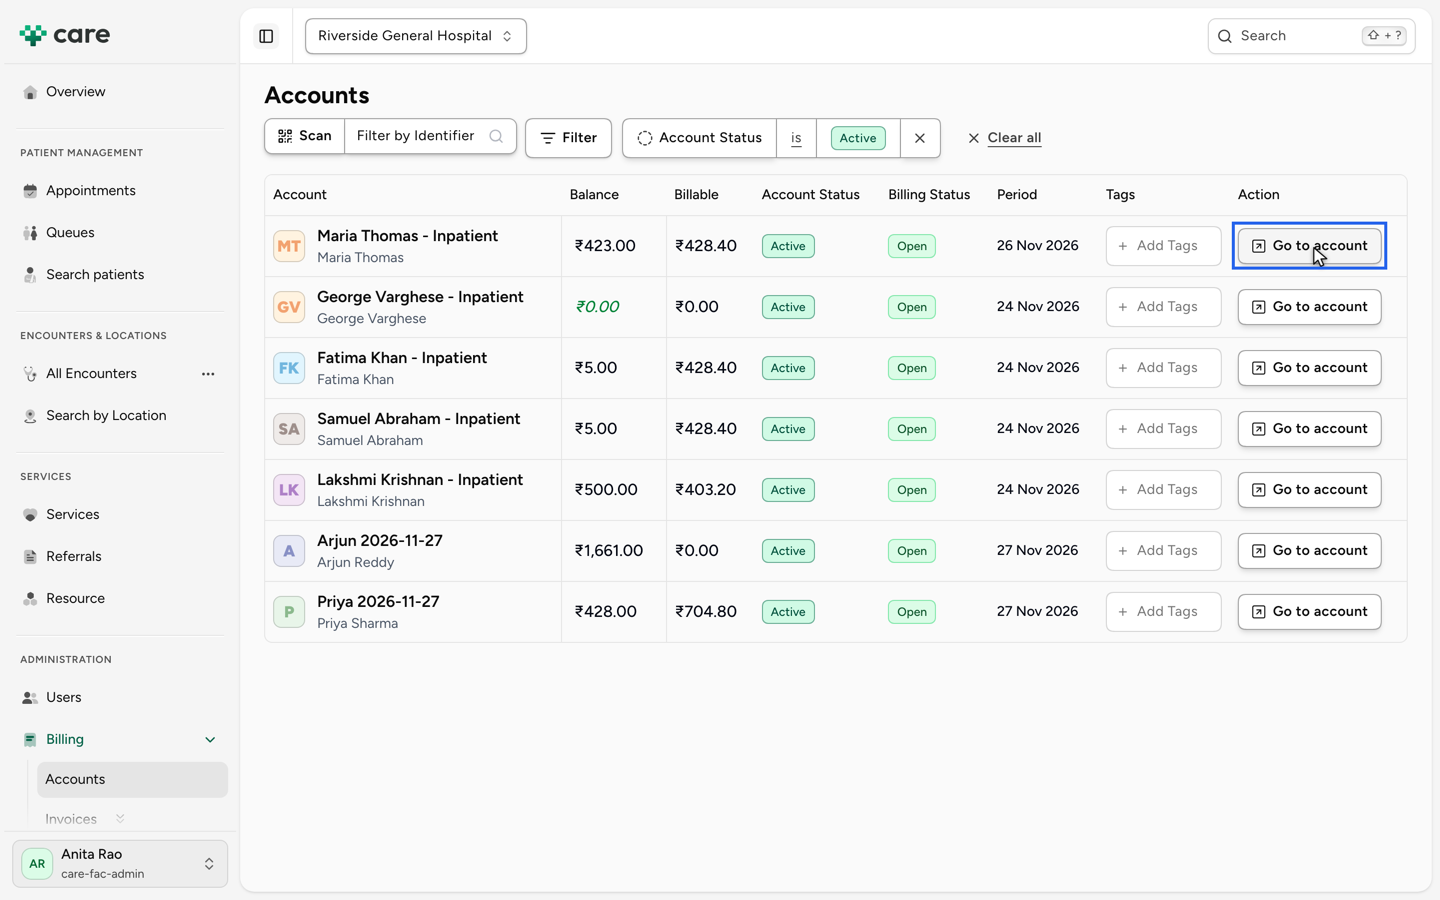 care
Riverside General Hospital
Search
+ ?
Overview
PATIENT MANAGEMENT
Appointments
Queues
Search patients
ENCOUNTERS & LOCATIONS
All Encounters
Search by Location
SERVICES
Services
Referrals
Resource
ADMINISTRATION
Users
Billing
Accounts
Invoices
AR
Anita Rao
care-fac-admin
Accounts
Scan Filter by Identifier Filter Account Status is Active Clear all
Account Balance Billable Account Status Billing Status Period Tags Action
MT Maria Thomas - Inpatient ₹423.00 ₹428.40 Active Open 26 Nov 2026 + Add Tags Go to account
Maria Thomas
GV George Varghese - Inpatient ₹0.00 ₹0.00 Active Open 24 Nov 2026 + Add Tags Go to account
George Varghese
FK Fatima Khan - Inpatient ₹5.00 ₹428.40 Active Open 24 Nov 2026 + Add Tags Go to account
Fatima Khan
SA Samuel Abraham - Inpatient ₹5.00 ₹428.40 Active Open 24 Nov 2026 + Add Tags Go to account
Samuel Abraham
LK Lakshmi Krishnan - Inpatient ₹500.00 ₹403.20 Active Open 24 Nov 2026 + Add Tags Go to account
Lakshmi Krishnan
A Arjun 2026-11-27 ₹1,661.00 ₹0.00 Active Open 27 Nov 2026 + Add Tags Go to account
Arjun Reddy
P Priya 2026-11-27 ₹428.00 ₹704.80 Active Open 27 Nov 2026 + Add Tags Go to account
Priya Sharma